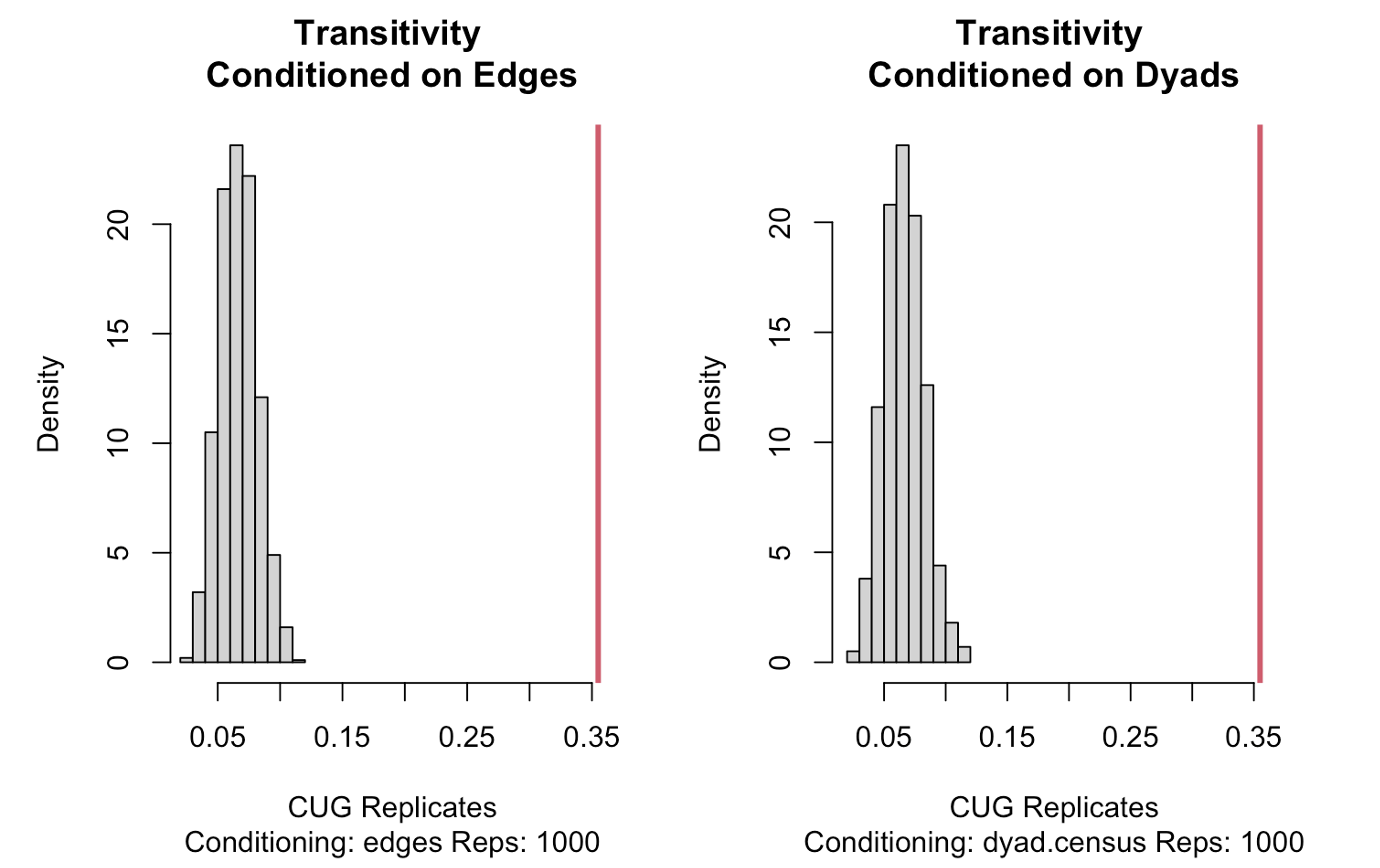 Transitivity
Conditioned on Edges
Density
20
15
10
5
0
0.05 0.15 0.25 0.35
CUG Replicates
Conditioning: edges Reps: 1000
Transitivity
Conditioned on Dyads
Density
20
15
10
5
0
0.05 0.15 0.25 0.35
CUG Replicates
Conditioning: dyad.census Reps: 1000